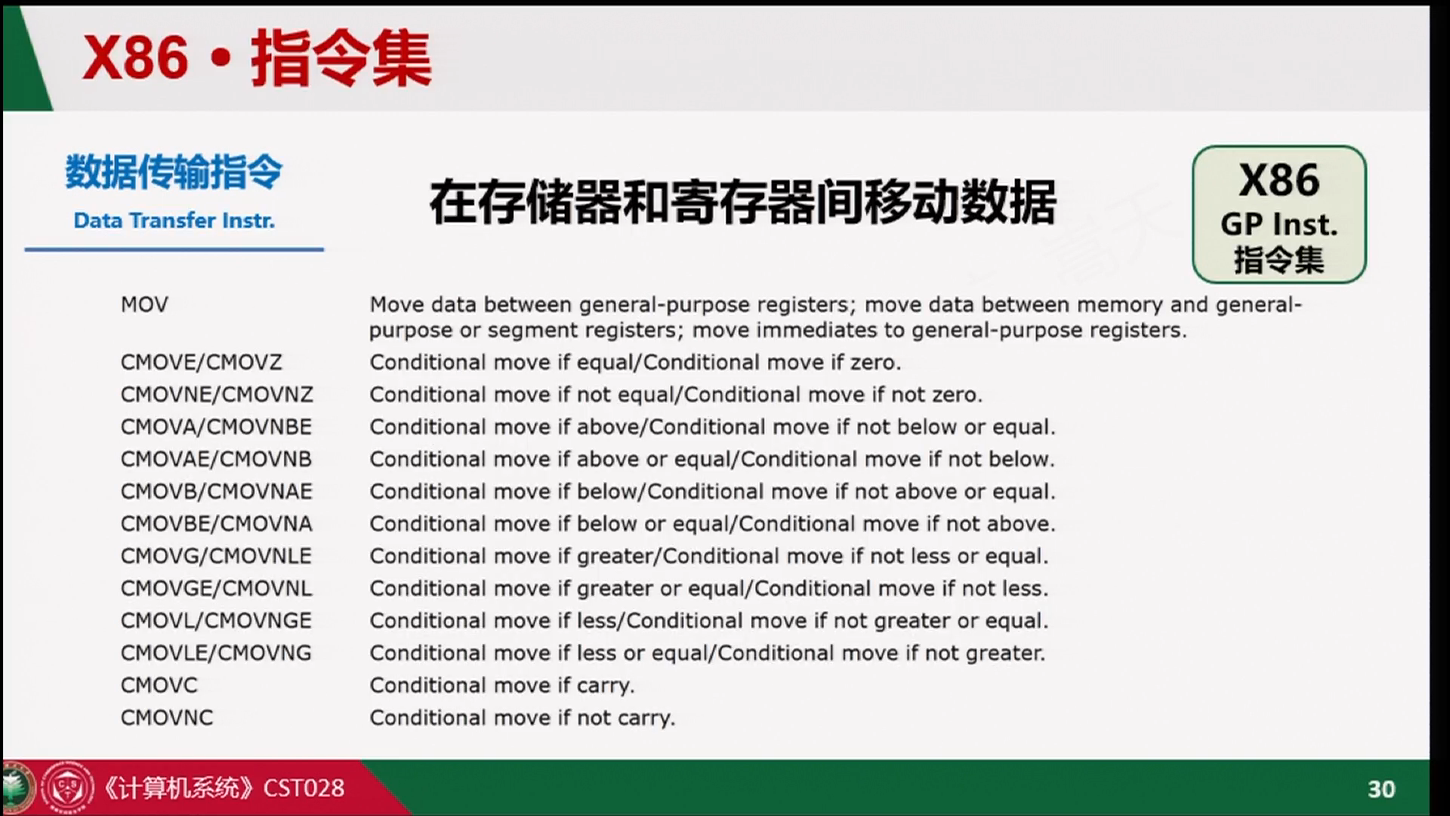 X86 • 指令集
数据传输指令
Data Transfer Instr.
在存储器和寄存器间移动数据
X86
GP Inst.
指令集
MOV Move data between general-purpose registers; move data between memory and general-
purpose or segment registers; move immediates to general-purpose registers.
CMOVE/CMOVZ Conditional move if equal/Conditional move if zero.
CMOVNE/CMOVNZ Conditional move if not equal/Conditional move if not zero.
CMOVA/CMOVNBE Conditional move if above/Conditional move if not below or equal.
CMOVAE/CMOVNB Conditional move if above or equal/Conditional move if not below.
CMOVB/CMOVNAE Conditional move if below/Conditional move if not above or equal.
CMOVBE/CMOVNA Conditional move if below or equal/Conditional move if not above.
CMOVG/CMOVNLE Conditional move if greater/Conditional move if not less or equal.
CMOVGE/CMOVNL Conditional move if greater or equal/Conditional move if not less.
CMOVL/CMOVNGE Conditional move if less/Conditional move if not greater or equal.
CMOVLE/CMOVNG Conditional move if less or equal/Conditional move if not greater.
CMOVC Conditional move if carry.
CMOVNC Conditional move if not carry.
《计算机系统》CST028
30